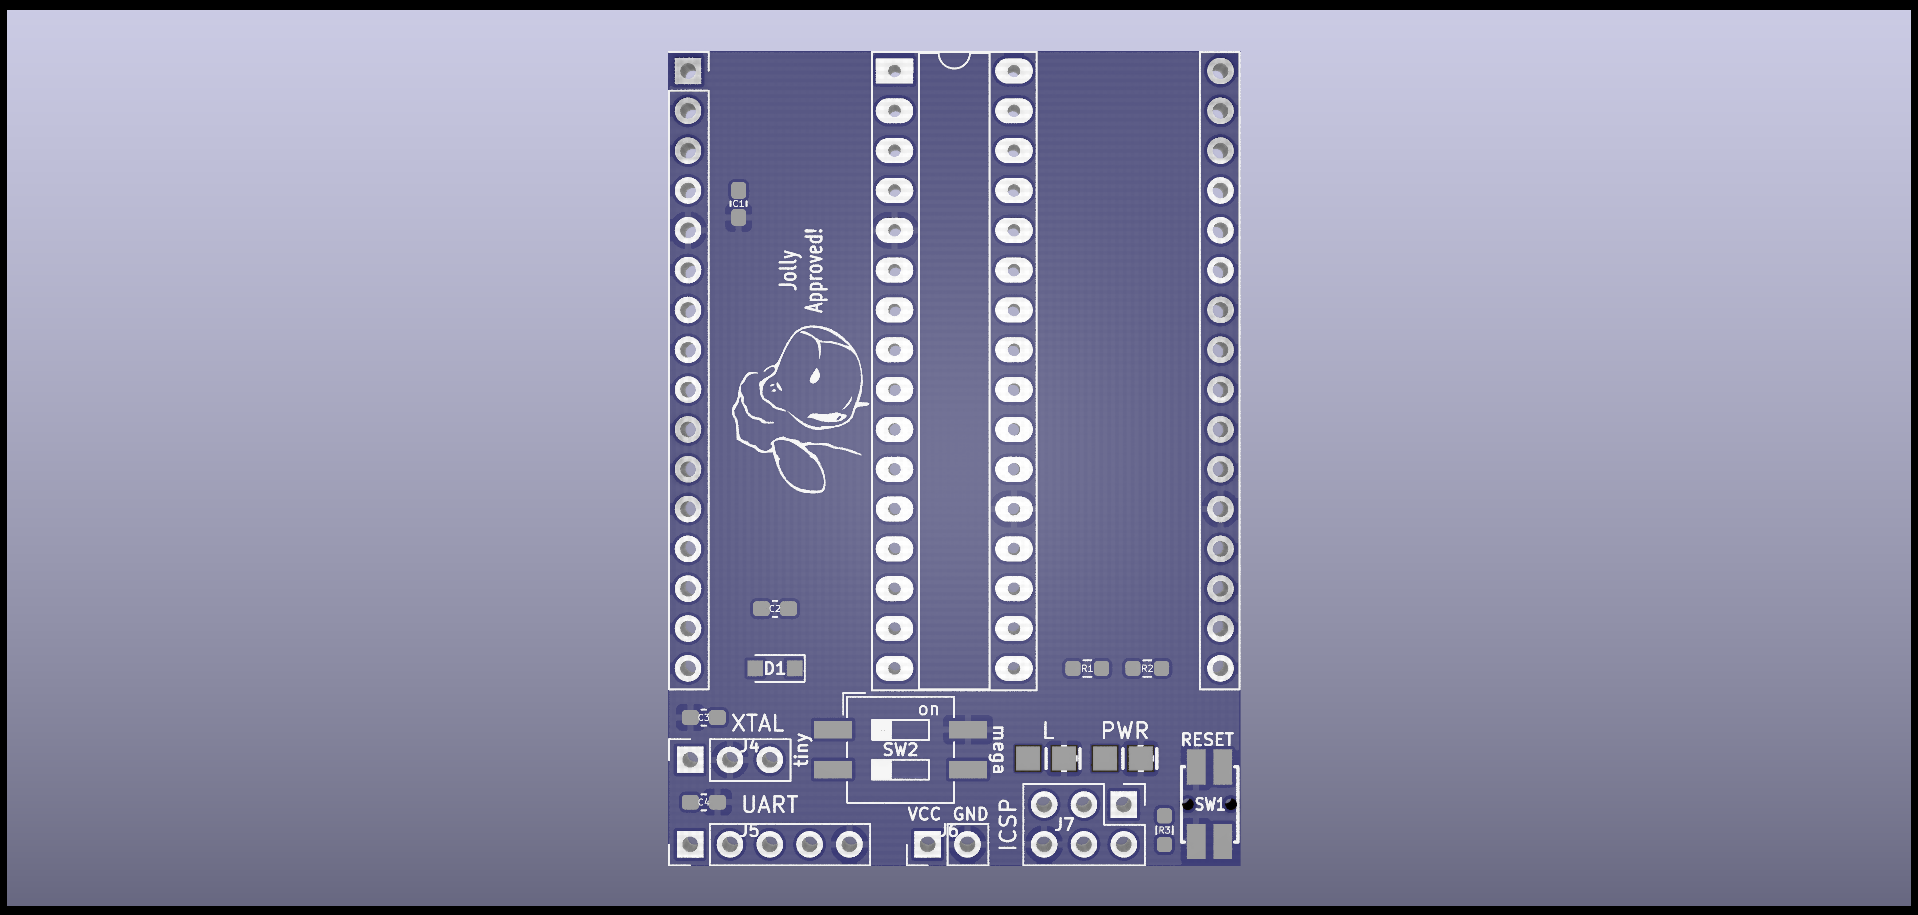 C1
Jolly
Approved!
C2
D1
R1
R2
C3
XTAL
J4
tiny
on
SW2
mega
L
PWR
RESET
C4
UART
J5
VCC
GND
J6
ICSP
J7
R3
SW1